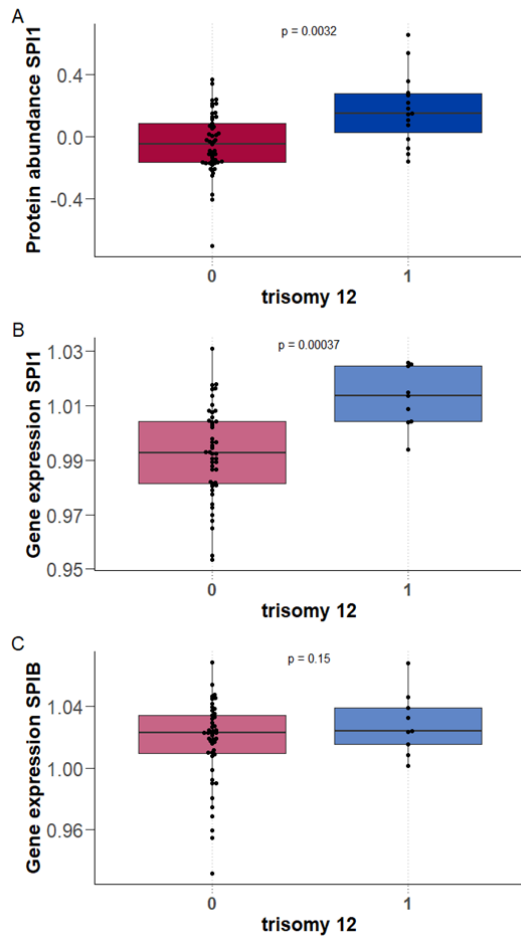 A
p = 0.0032
Protein abundance SPI1
0.4
0.0
-0.4
0 1
trisomy 12
B
p = 0.00037
Gene expression SPI1
1.03
1.01
0.99
0.97
0.95
0 1
trisomy 12
C
p = 0.15
Gene expression SPIB
1.04
1.00
0.96
0 1
trisomy 12